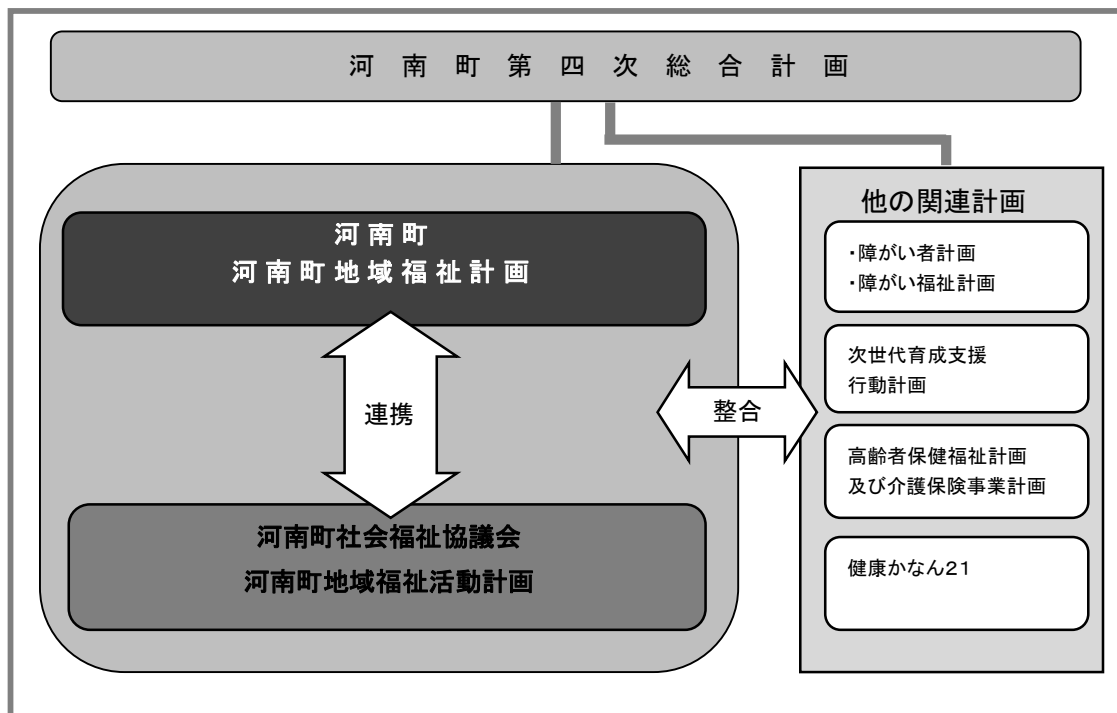 河南町第四次総合計画
河南町
河南町地域福祉計画
連携
河南町社会福祉協議会
河南町地域福祉活動計画
整合
他の関連計画
・障がい者計画
・障がい福祉計画
次世代育成支援
行動計画
高齢者保健福祉計画
及び介護保険事業計画
健康かなん２１